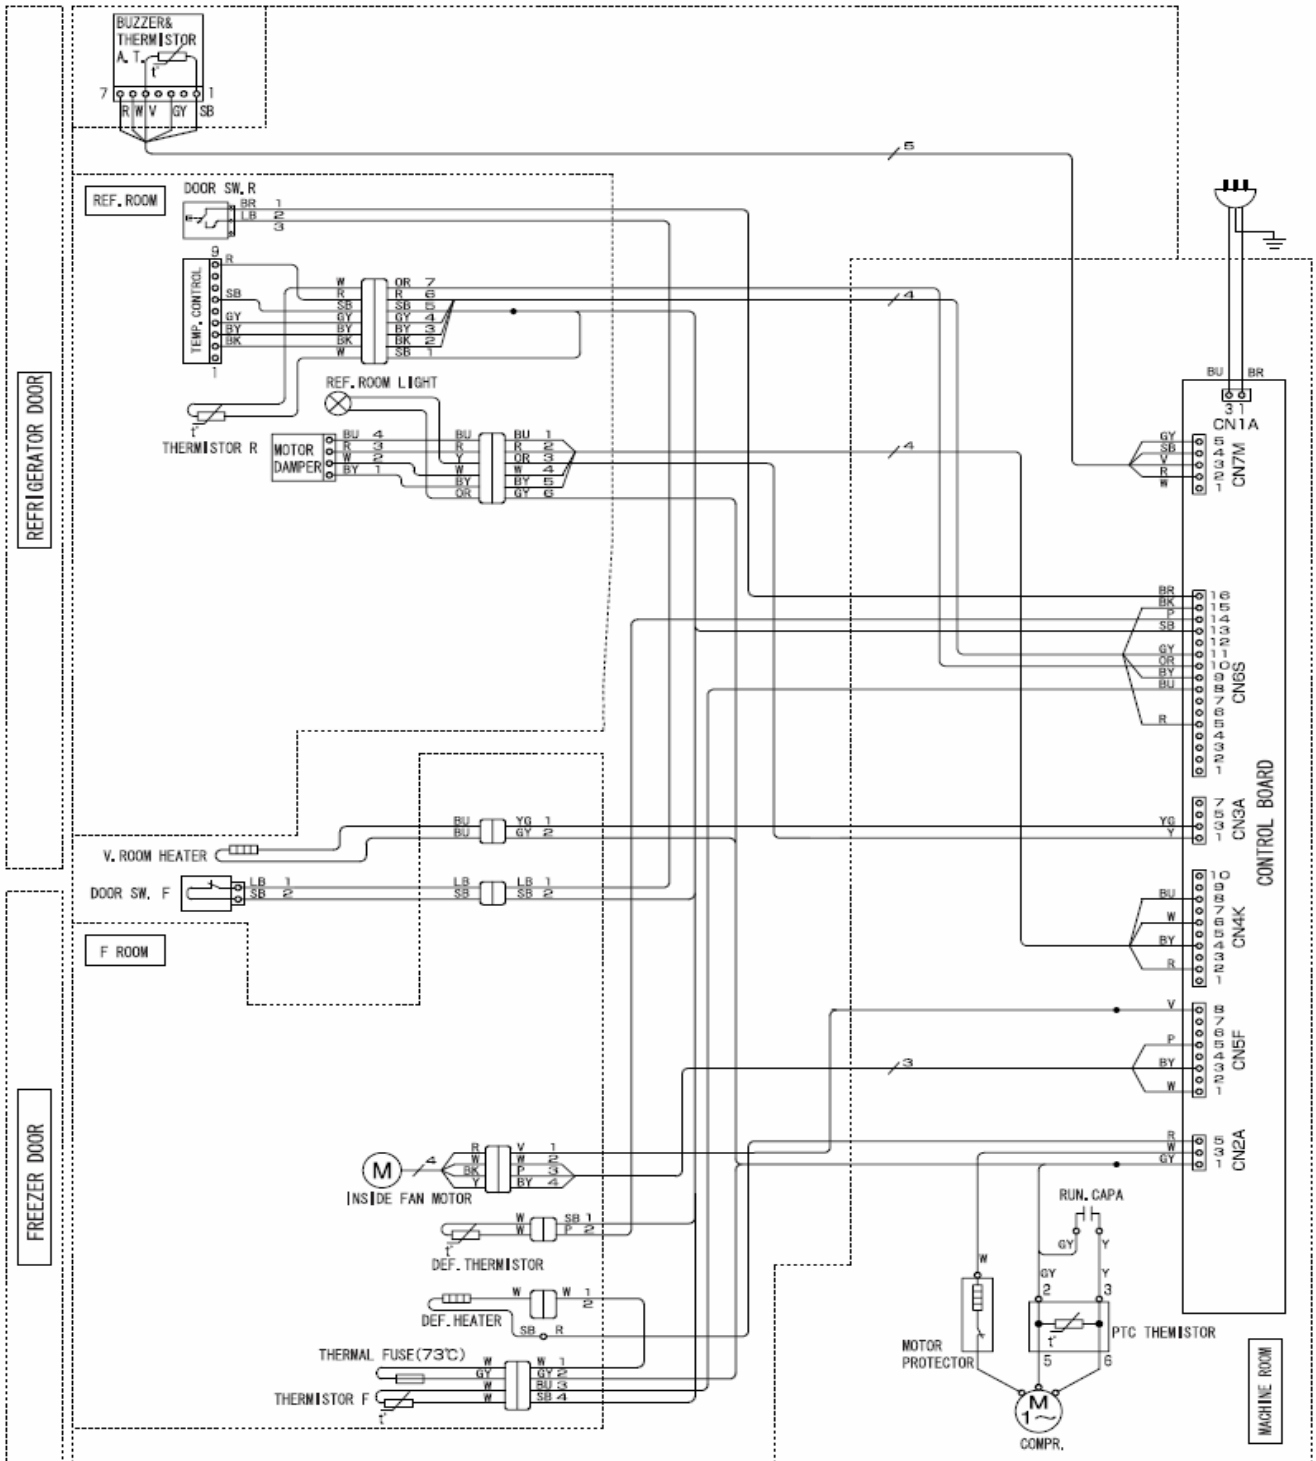 BUZZER&
THERMISTOR
A.T.
t°
7 1
R W V GY SB
5
REF.ROOM
DOOR SW.R
BR 1
LB 2
3
9
R
SB
GY
BY
BK
1
TEMP.CONTROL
W OR 7
R R 6
SB SB 5
GY GY 4
BY BY 3
BK BK 2
W SB 1
4
REF.ROOM LIGHT
t°
THERMISTOR R
MOTOR
DAMPER
BU 4
R 3
W 2
BY 1
BU BU 1
R R 2
Y OR 3
W W 4
BY BY 5
OR GY 6
4
REFRIGERATOR DOOR
BU BR
3 1
CN1A
GY 5
SB 4
V 3
R 2
W 1
CN7M
BR 16
BK 15
P 14
SB 13
12
GY 11
OR 10
BY 9
BU 8
7
6
R 5
4
3
2
1
CN6S
7
5
YG 3
Y 1
CN3A
CONTROL BOARD
BU YG 1
BU GY 2
V.ROOM HEATER
DOOR SW. F
LB 1
SB 2
LB LB 1
SB SB 2
10
9
BU 8
7
W 6
5
BY 4
3
R 2
1
CN4K
F ROOM
V 8
7
6
P 5
4
BY 3
2
W 1
CN5F
3
R 5
W 3
GY 1
CN2A
FREEZER DOOR
M
4
R V 1
W W 2
BK P 3
Y BY 4
INSIDE FAN MOTOR
W SB 1
W P 2
t°
DEF.THERMISTOR
W W 1
2
DEF.HEATER
SB R
THERMAL FUSE(73℃)
W W 1
GY GY 2
W BU 3
W SB 4
THERMISTOR F
t°
RUN.CAPA
GY Y
W
GY Y
2 3
t°
PTC THEMISTOR
5 6
MOTOR
PROTECTOR
M
1~
COMPR.
MACHINE ROOM